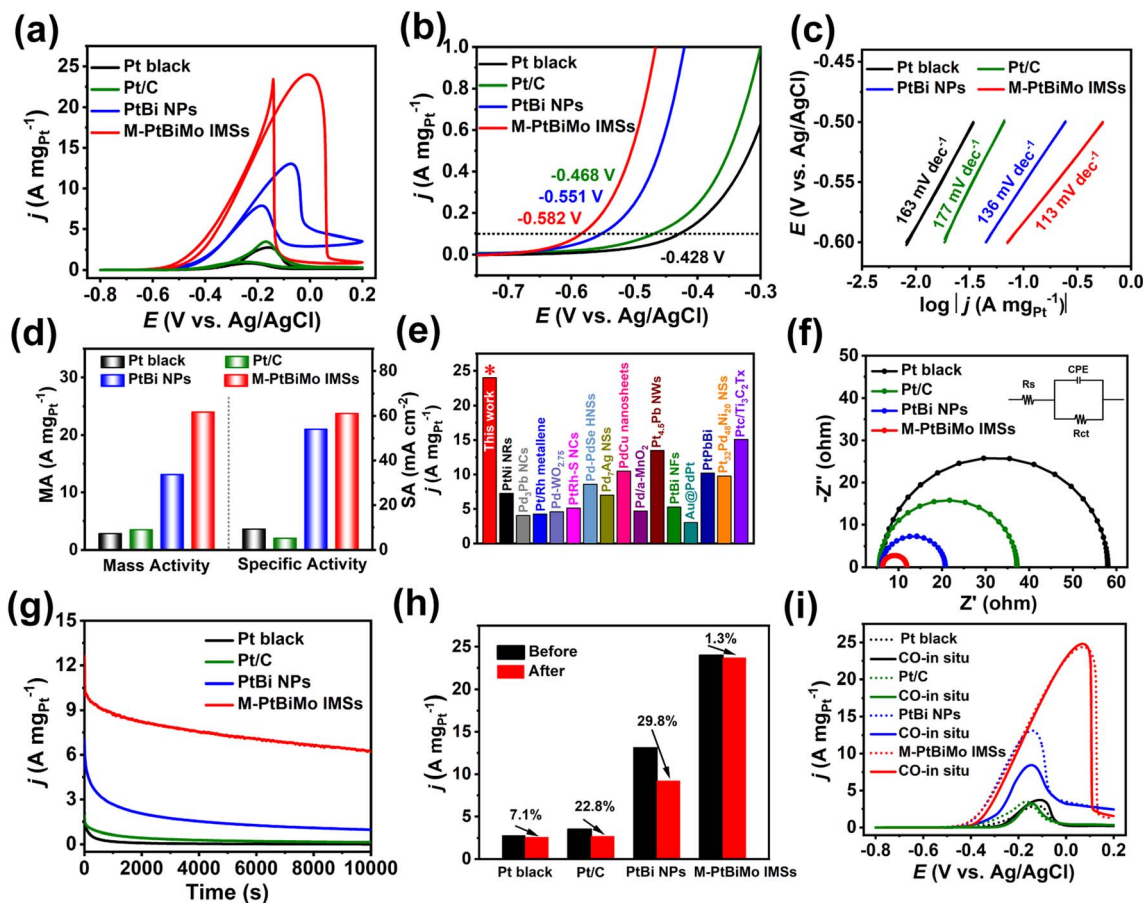 (a)
Pt black
Pt/C
PtBi NPs
M-PtBiMo IMSs
j (A mgPt⁻¹)
25
20
15
10
5
0
-0.8 -0.6 -0.4 -0.2 0.0 0.2
E (V vs. Ag/AgCl)
(b)
Pt black
Pt/C
PtBi NPs
M-PtBiMo IMSs
j (A mgPt⁻¹)
1.0
0.8
0.6
0.4
0.2
0.0
-0.468 V
-0.551 V
-0.582 V
-0.428 V
-0.7 -0.6 -0.5 -0.4 -0.3
E (V vs. Ag/AgCl)
(c)
Pt black Pt/C
PtBi NPs M-PtBiMo IMSs
E (V vs. Ag/AgCl)
-0.45
-0.50
-0.55
-0.60
163 mV dec⁻¹
177 mV dec⁻¹
136 mV dec⁻¹
113 mV dec⁻¹
-2.5 -2.0 -1.5 -1.0 -0.5 0.0
log |j (A mgPt⁻¹)|
(d)
Pt black Pt/C
PtBi NPs M-PtBiMo IMSs
MA (A mgPt⁻¹)
30
20
10
0
SA (mA cm⁻²)
80
60
40
20
0
Mass Activity Specific Activity
(e)
j (A mgPt⁻¹)
25
20
15
10
5
0
*
This work
PtNi NRs
Pd₃Pb NCs
Pt/Rh metallene
Pd-WO₂.₇₅
PtRh-S NCs
Pd-PdSe HNSs
Pd₇Ag NSs
PdCu nanosheets
Pd/a-MnO₂
Pt₄.₅Pb NWs
PtBi NFs
Au@PdPt
PtPbBi
Pt₃₂Pd₄₈Ni₂₀ NSs
Ptc/Ti₃C₂Tx
(f)
Pt black
Pt/C
PtBi NPs
M-PtBiMo IMSs
CPE
Rs
Rct
-Z'' (ohm)
50
40
30
20
10
0
0 10 20 30 40 50 60
Z' (ohm)
(g)
Pt black
Pt/C
PtBi NPs
M-PtBiMo IMSs
j (A mgPt⁻¹)
15
12
9
6
3
0
0 2000 4000 6000 8000 10000
Time (s)
(h)
Before
After
j (A mgPt⁻¹)
25
20
15
10
5
0
7.1%
22.8%
29.8%
1.3%
Pt black Pt/C PtBi NPs M-PtBiMo IMSs
(i)
Pt black
CO-in situ
Pt/C
CO-in situ
PtBi NPs
CO-in situ
M-PtBiMo IMSs
CO-in situ
j (A mgPt⁻¹)
25
20
15
10
5
0
-0.8 -0.6 -0.4 -0.2 0.0 0.2
E (V vs. Ag/AgCl)